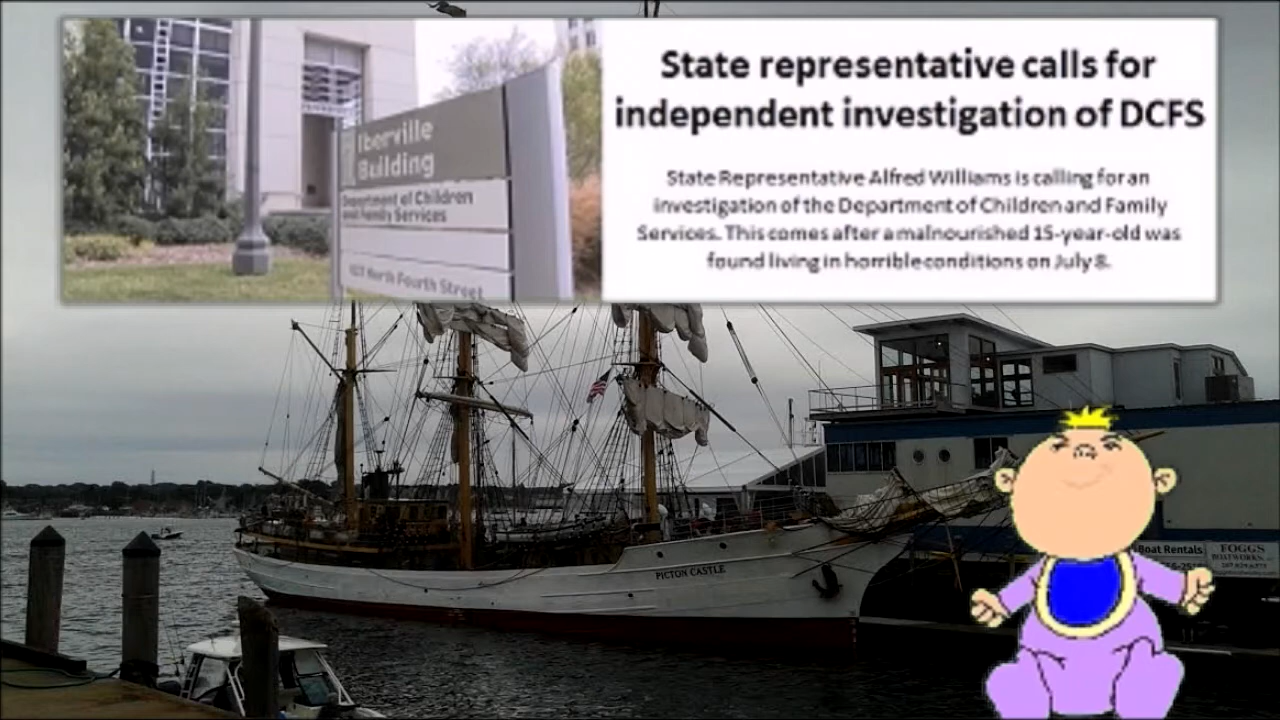 Iberville
Building
Department of Children
and Family Services
627 North Fourth Street
State representative calls for
independent investigation of DCFS
State Representative Alfred Williams is calling for an
investigation of the Department of Children and Family
Services. This comes after a malnourished 15-year-old was
found living in horrible conditions on July 8.
PICTON CASTLE
Boat Rentals
FOGGS
BOATWORKS